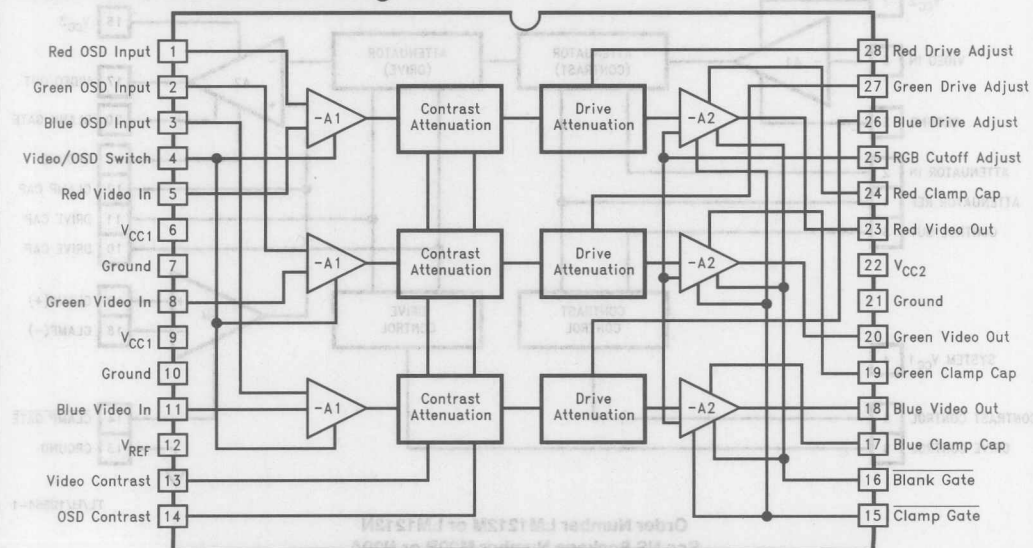 Red OSD Input 1
Green OSD Input 2
Blue OSD Input 3
Video/OSD Switch 4
Red Video In 5
VCC1 6
Ground 7
Green Video In 8
VCC1 9
Ground 10
Blue Video In 11
VREF 12
Video Contrast 13
OSD Contrast 14
-A1
Contrast
Attenuation
Drive
Attenuation
-A2
-A1
Contrast
Attenuation
Drive
Attenuation
-A2
-A1
Contrast
Attenuation
Drive
Attenuation
-A2
28 Red Drive Adjust
27 Green Drive Adjust
26 Blue Drive Adjust
25 RGB Cutoff Adjust
24 Red Clamp Cap
23 Red Video Out
22 VCC2
21 Ground
20 Green Video Out
19 Green Clamp Cap
18 Blue Video Out
17 Blue Clamp Cap
16 Blank Gate
15 Clamp Gate